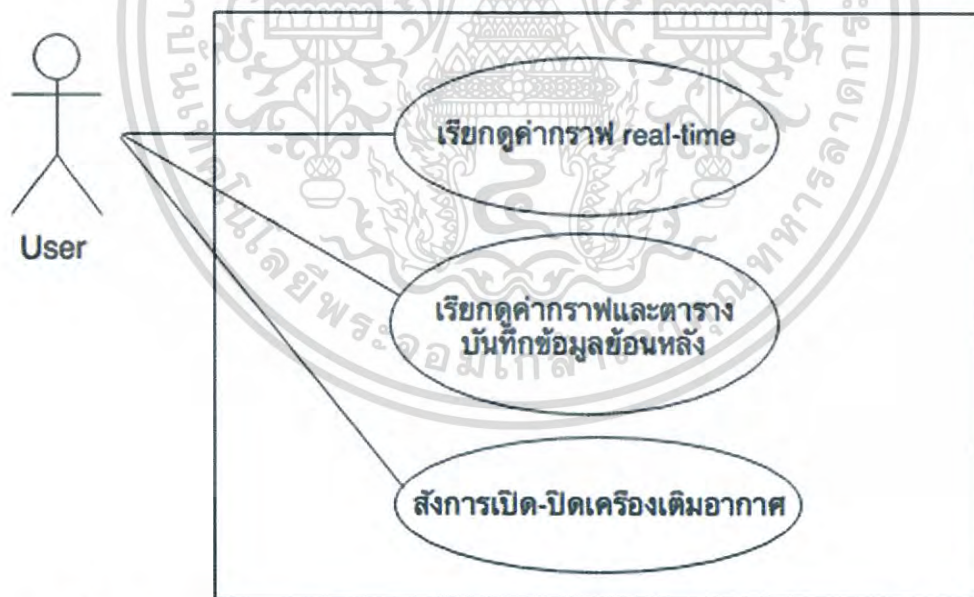 เรียกดูค่ากราฟ real-time
User
เรียกดูค่ากราฟและตาราง
บันทึกข้อมูลย้อนหลัง
สั่งการเปิด-ปิดเครื่องเติมอากาศ